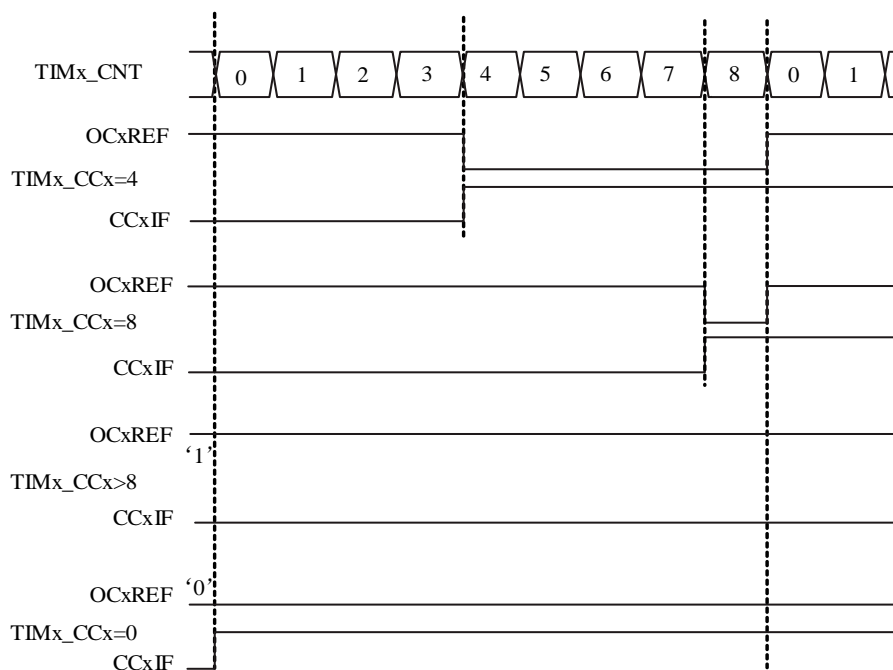 TIMx_CNT 0 1 2 3 4 5 6 7 8 0 1
OCxREF
TIMx_CCx=4
CCxIF
OCxREF
TIMx_CCx=8
CCxIF
OCxREF
‘1’
TIMx_CCx>8
CCxIF
OCxREF ‘0’
TIMx_CCx=0
CCxIF